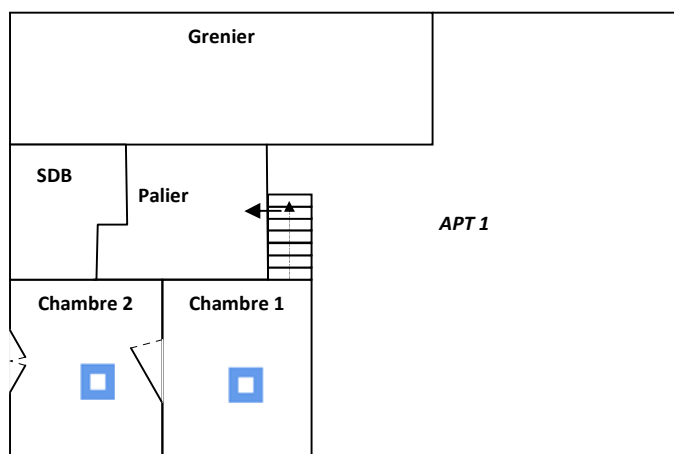 Grenier
SDB
Palier
APT 1
Chambre 2
Chambre 1